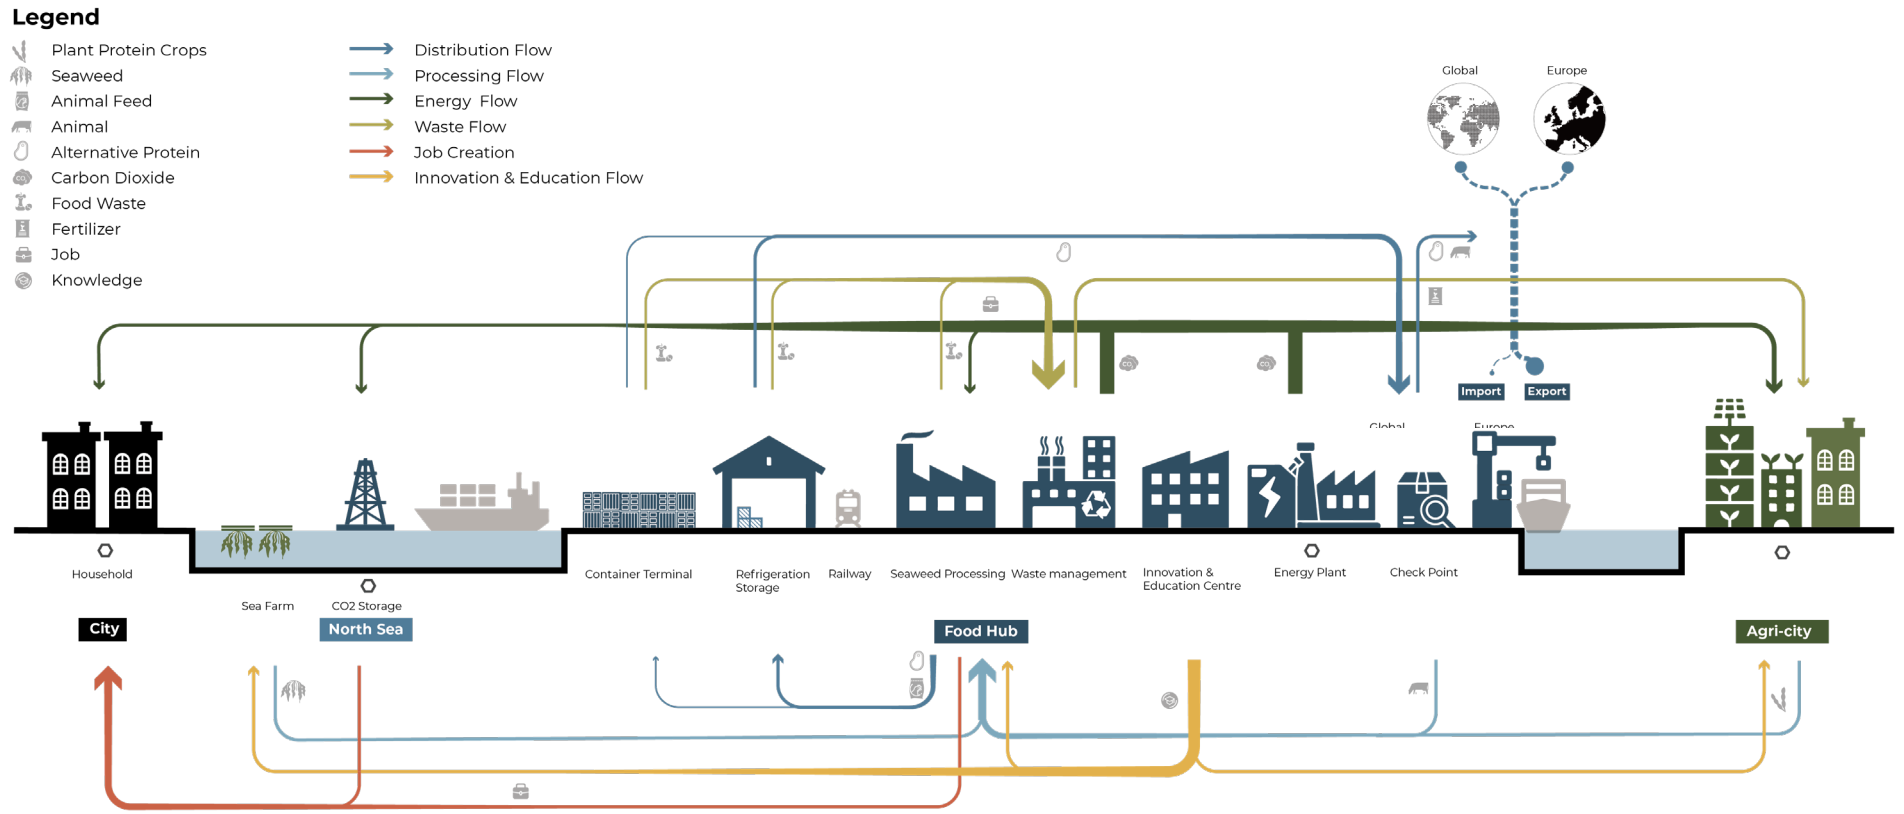 Legend
Plant Protein Crops
Seaweed
Animal Feed
Animal
Alternative Protein
Carbon Dioxide
Food Waste
Fertilizer
Job
Knowledge
Distribution Flow
Processing Flow
Energy Flow
Waste Flow
Job Creation
Innovation & Education Flow
Global
Europe
Import
Export
Global
Europe
Household
Sea Farm
CO2 Storage
Container Terminal
Refrigeration
Storage
Railway
Seaweed Processing
Waste management
Innovation &
Education Centre
Energy Plant
Check Point
City
North Sea
Food Hub
Agri-city